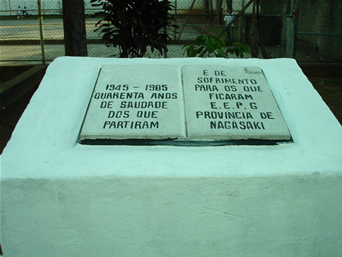 1945 - 1985
QUARENTA ANOS
DE SAUDADE
DOS QUE
PARTIRAM
E DE
SOFRIMENTO
PARA OS QUE
FICARAM
E.E.P.G
PROVINCIA DE
NAGASAKI